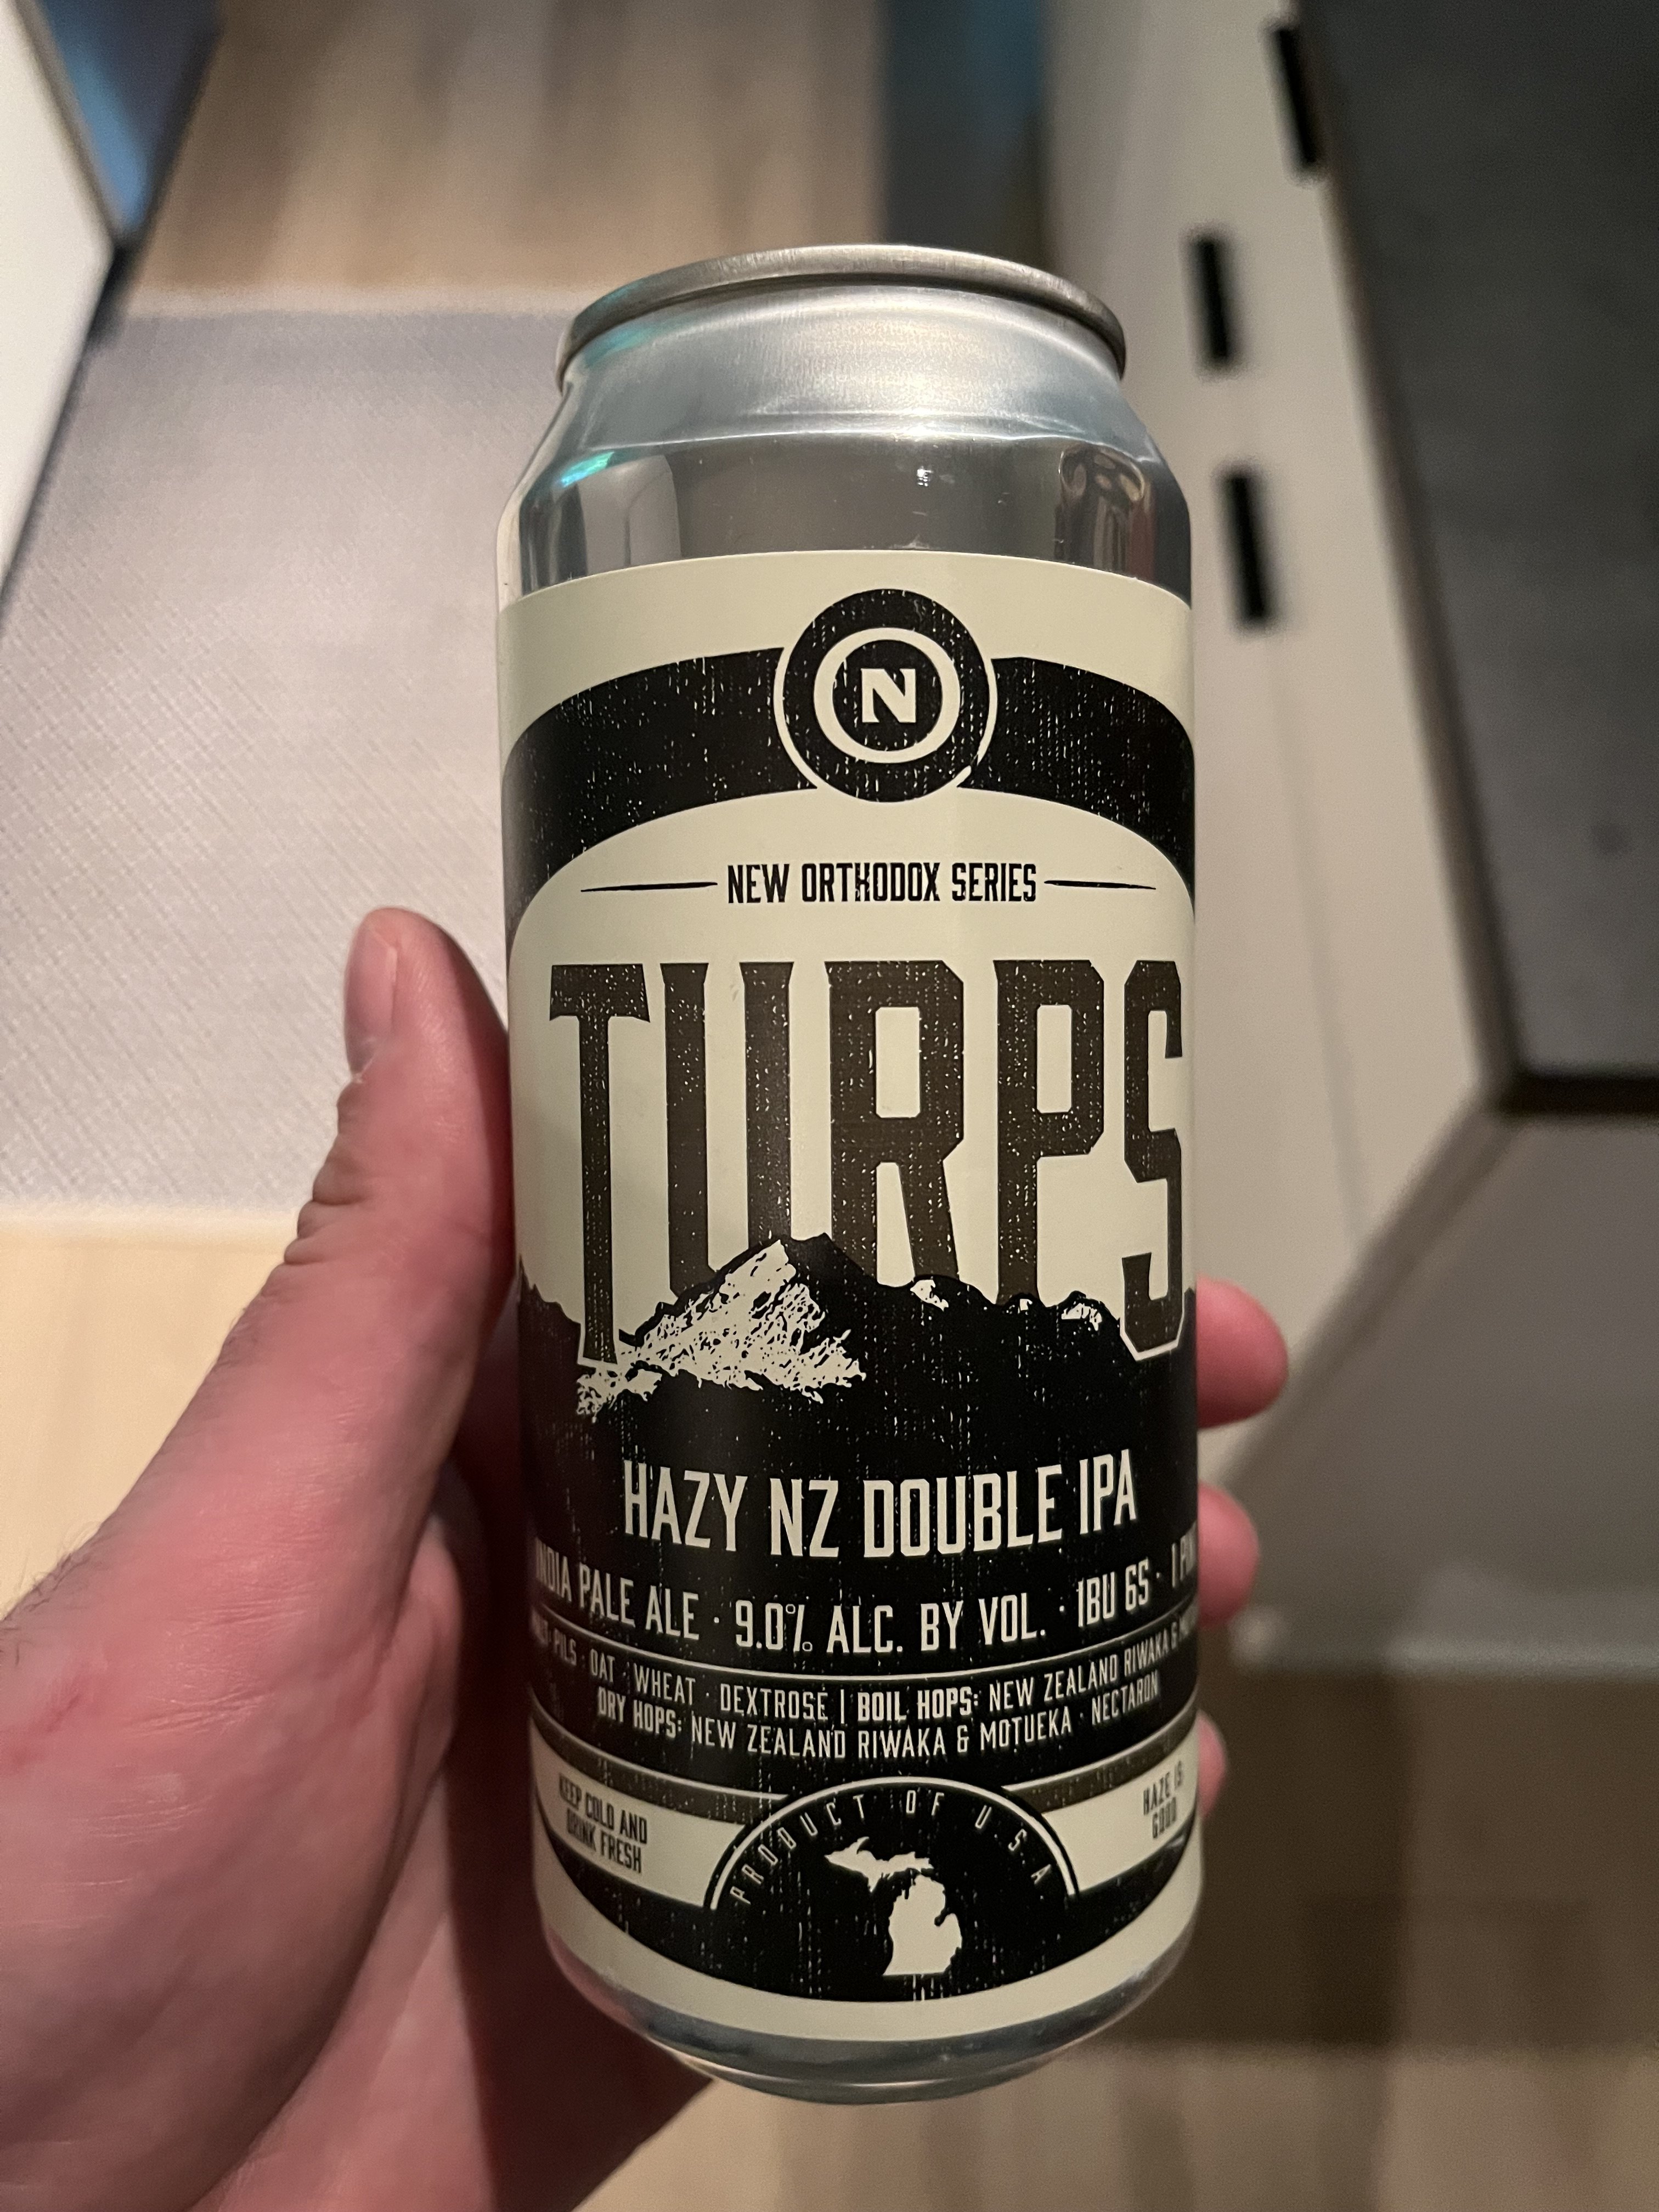 N
NEW ORTHODOX SERIES
TURPS
HAZY NZ DOUBLE IPA
INDIA PALE ALE · 9.0% ALC. BY VOL. · IBU 65 · 1
PILS · OAT · WHEAT · DEXTROSE | BOIL HOPS: NEW ZEALAND RIWAKA &
DRY HOPS: NEW ZEALAND RIWAKA & MOTUEKA · NECTARON
KEEP COLD AND
DRINK FRESH
PRODUCT OF U.S.A.
HAZE IS
GOOD